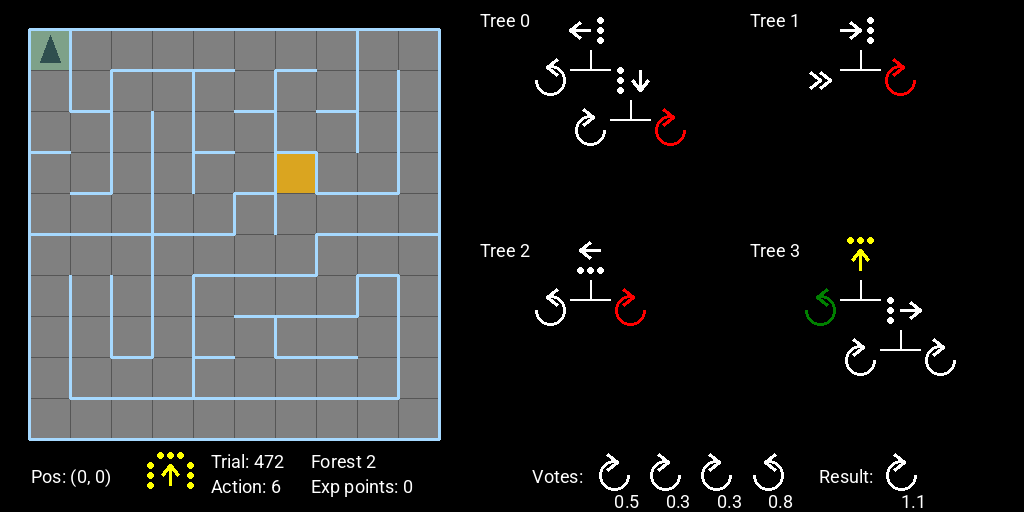 Tree 0
Tree 1
Tree 2
Tree 3
Pos: (0, 0)
Trial: 472
Forest 2
Action: 6
Exp points: 0
Votes:
0.5
0.3
0.3
0.8
Result:
1.1